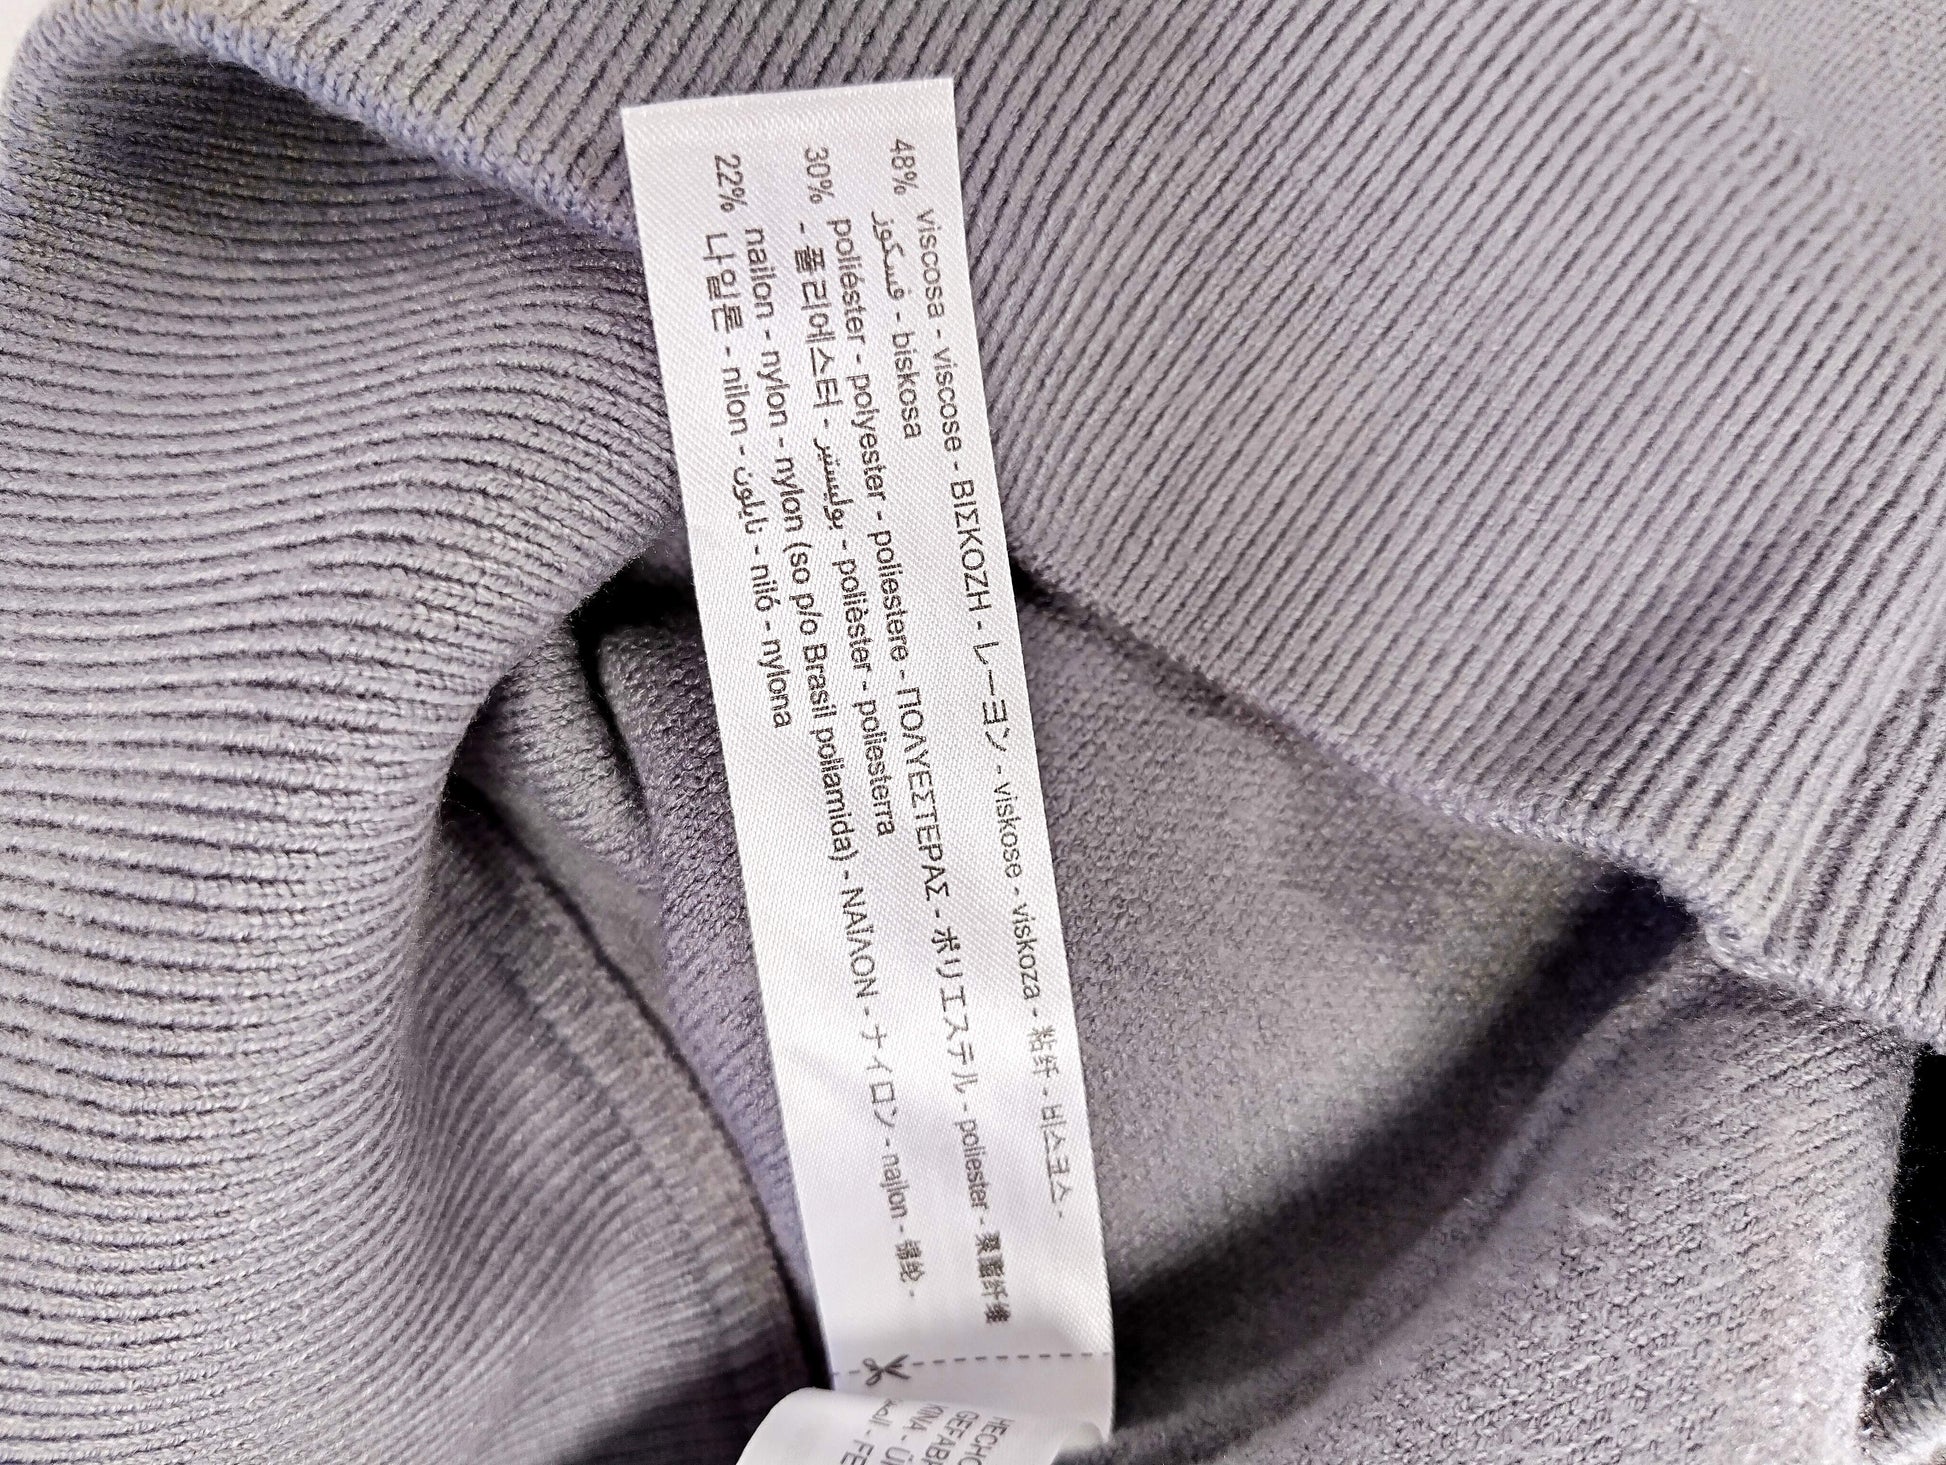 48% viscosa - viscose - ΒΙΣΚΟΖΗ - レーヨン - viskose - viskoza - 粘纤 - 비스코스 -
فسكوز - biskosa
30% poliéster - polyester - poliestere - ΠΟΛΥΕΣΤΕΡΑΣ - ポリエステル - poliester - 聚酯纤维
- 폴리에스터 - بوليستير - polièster - poliesterra
22% nailon - nylon - nylon (so p/o Brasil poliamida) - ΝΑΪΛΟΝ - ナイロン - najlon - 锦纶 -
나일론 - nilon - نايلون - niló - nylona
HECHO
GEFABR